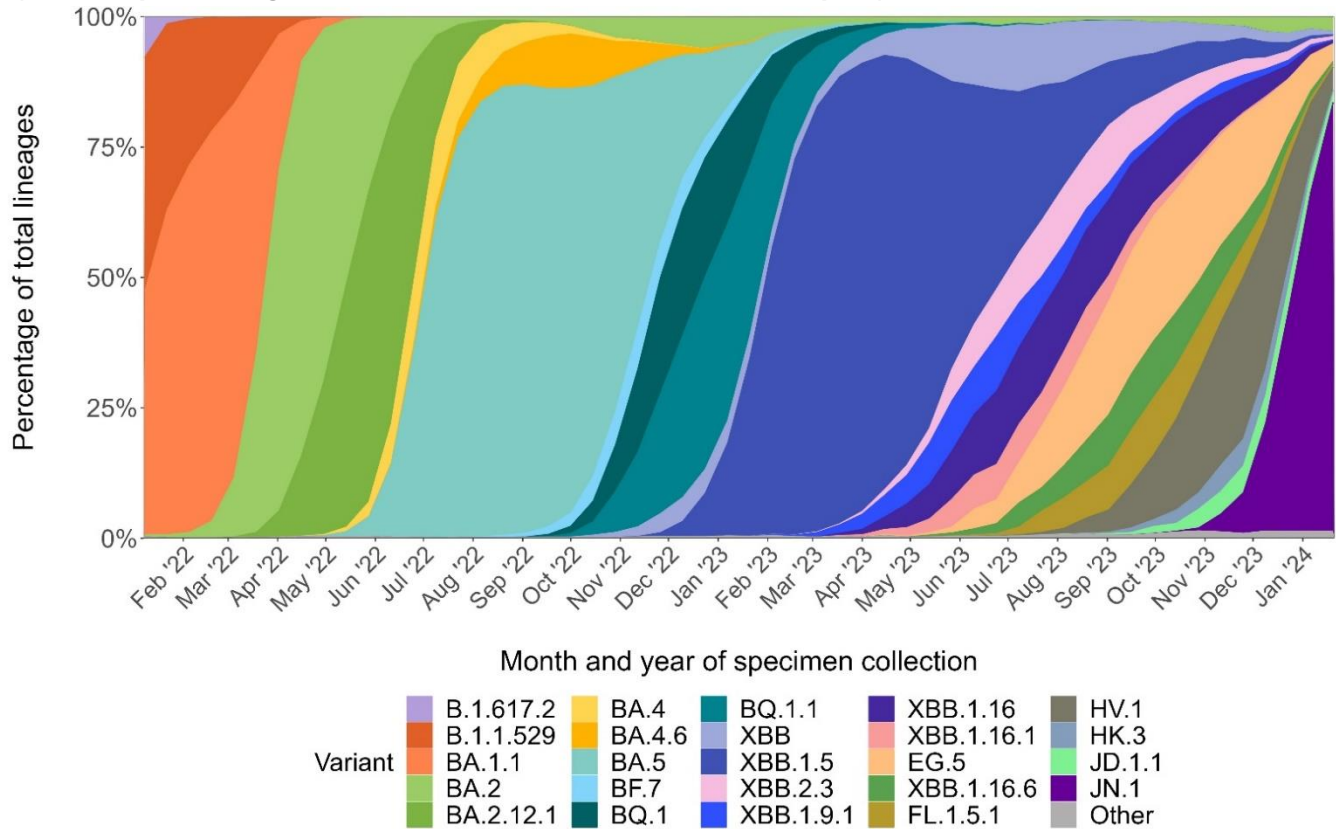 100%
75%
50%
25%
0%
Percentage of total lineages
Feb '22
Mar '22
Apr '22
May '22
Jun '22
Jul '22
Aug '22
Sep '22
Oct '22
Nov '22
Dec '22
Jan '23
Feb '23
Mar '23
Apr '23
May '23
Jun '23
Jul '23
Aug '23
Sep '23
Oct '23
Nov '23
Dec '23
Jan '24
Month and year of specimen collection
Variant
B.1.617.2
B.1.1.529
BA.1.1
BA.2
BA.2.12.1
BA.4
BA.4.6
BA.5
BF.7
BQ.1
BQ.1.1
XBB
XBB.1.5
XBB.2.3
XBB.1.9.1
XBB.1.16
XBB.1.16.1
EG.5
XBB.1.16.6
FL.1.5.1
HV.1
HK.3
JD.1.1
JN.1
Other